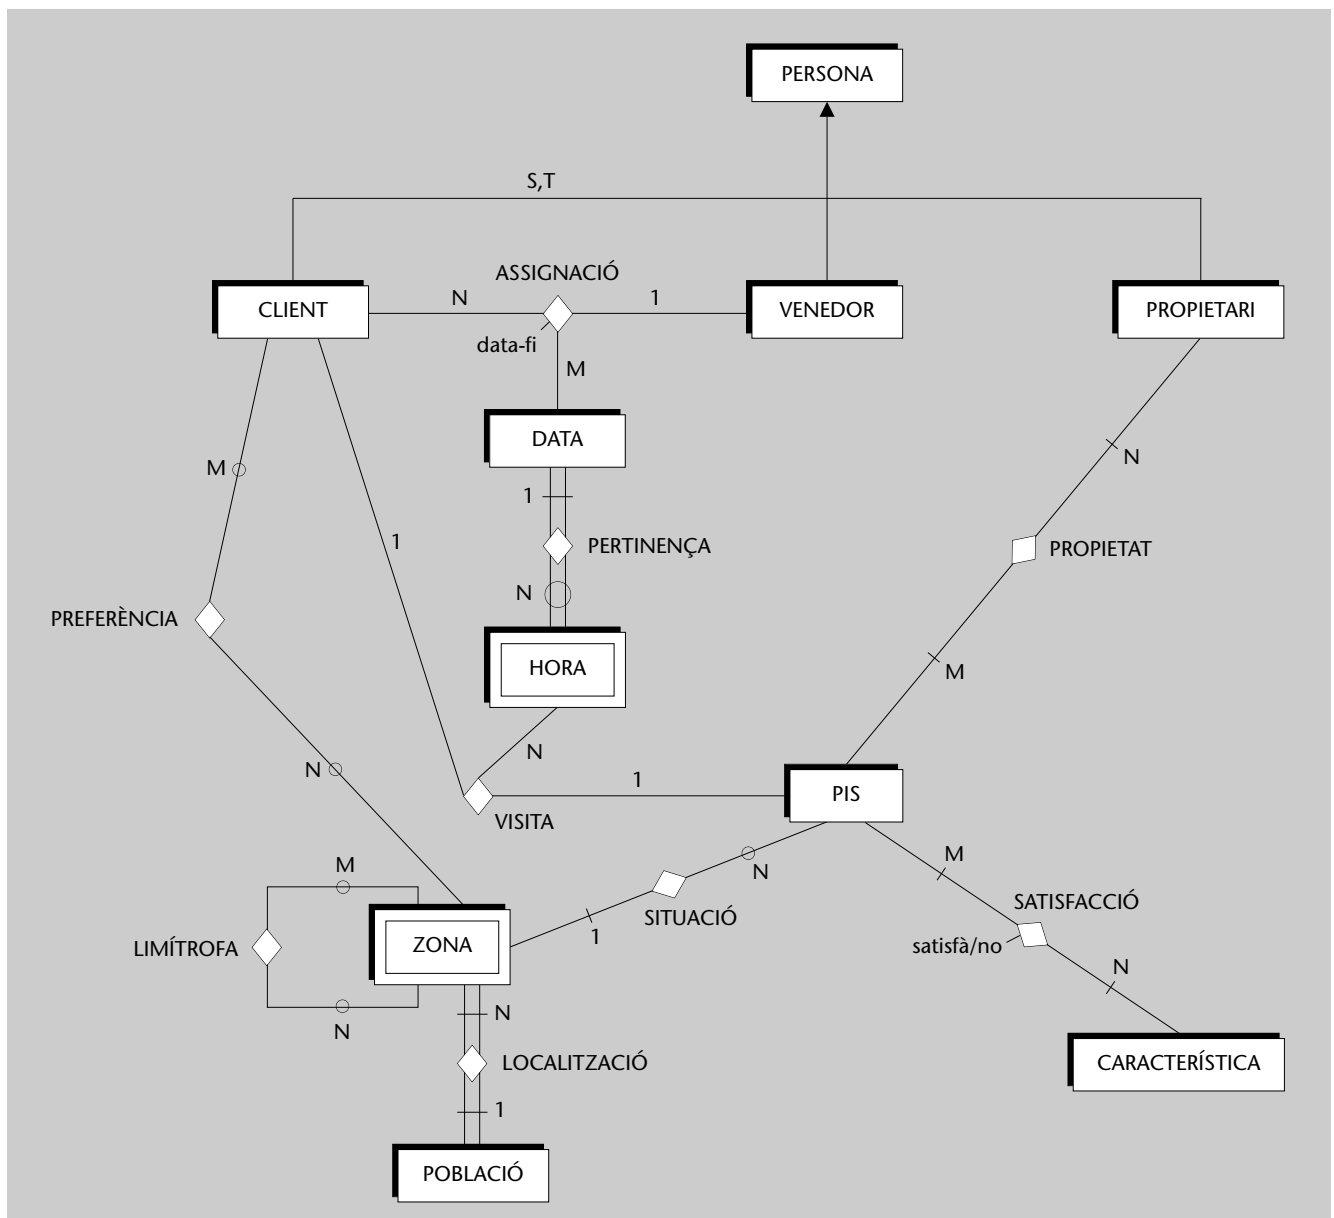 PERSONA
S,T
ASSIGNACIÓ
CLIENT
N
1
VENEDOR
PROPIETARI
data-fi
M
DATA
M
N
1
1
PERTINENÇA
PROPIETAT
N
PREFERÈNCIA
HORA
M
N
N
1
PIS
VISITA
M
M
N
SITUACIÓ
SATISFACCIÓ
LIMÍTROFA
ZONA
1
satisfà/no
N
N
N
LOCALITZACIÓ
CARACTERÍSTICA
1
POBLACIÓ